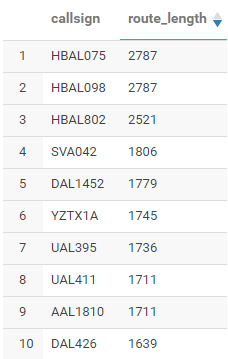 callsign route_length
1 HBAL075 2787
2 HBAL098 2787
3 HBAL802 2521
4 SVA042 1806
5 DAL1452 1779
6 YZTX1A 1745
7 UAL395 1736
8 UAL411 1711
9 AAL1810 1711
10 DAL426 1639